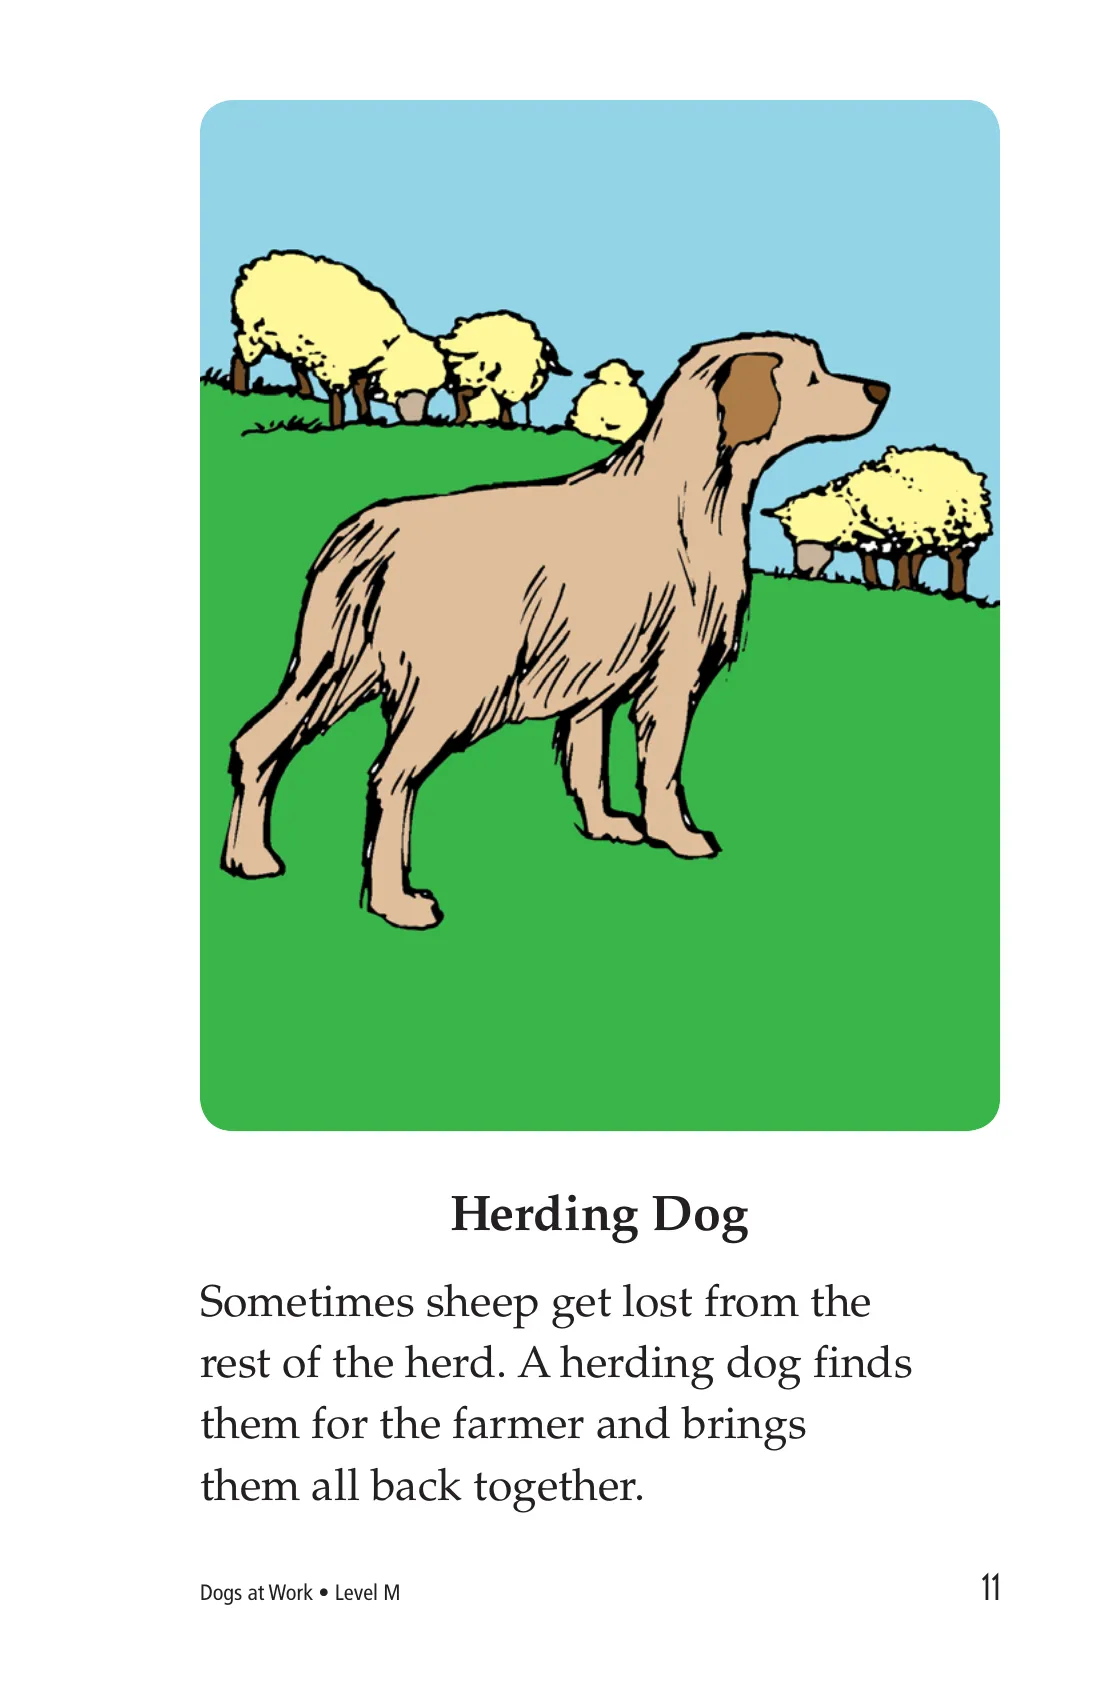 Herding Dog
Sometimes sheep get lost from the
rest of the herd. A herding dog finds
them for the farmer and brings
them all back together.
Dogs at Work • Level M
11